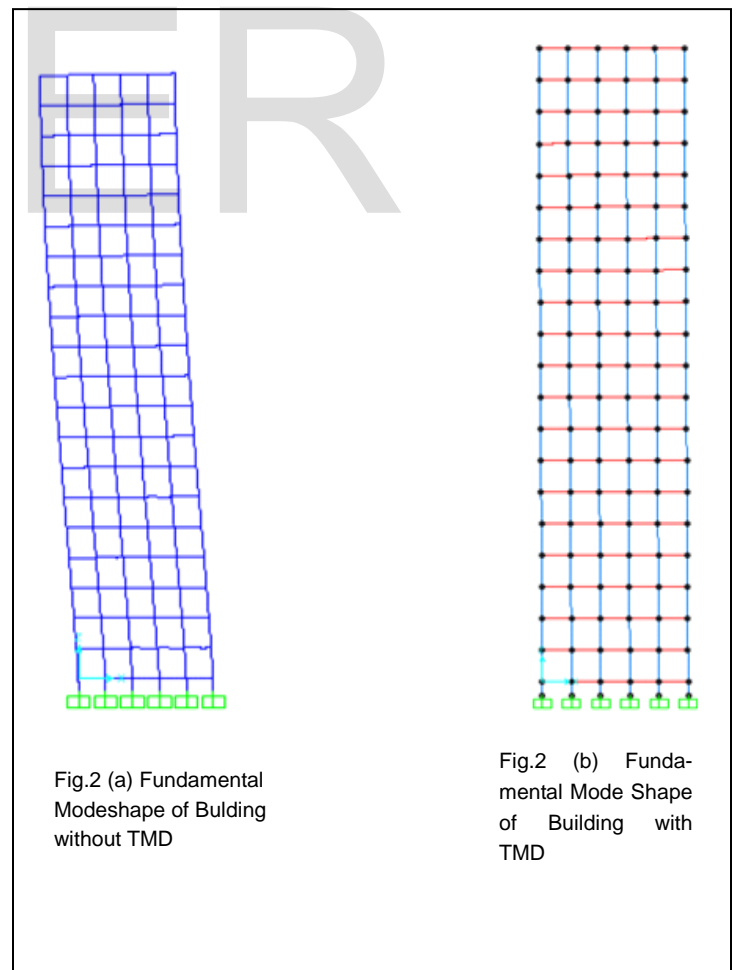 ER
Fig.2 (a) Fundamental
Modeshape of Bulding
without TMD
Fig.2 (b) Funda-
mental Mode Shape
of Building with
TMD